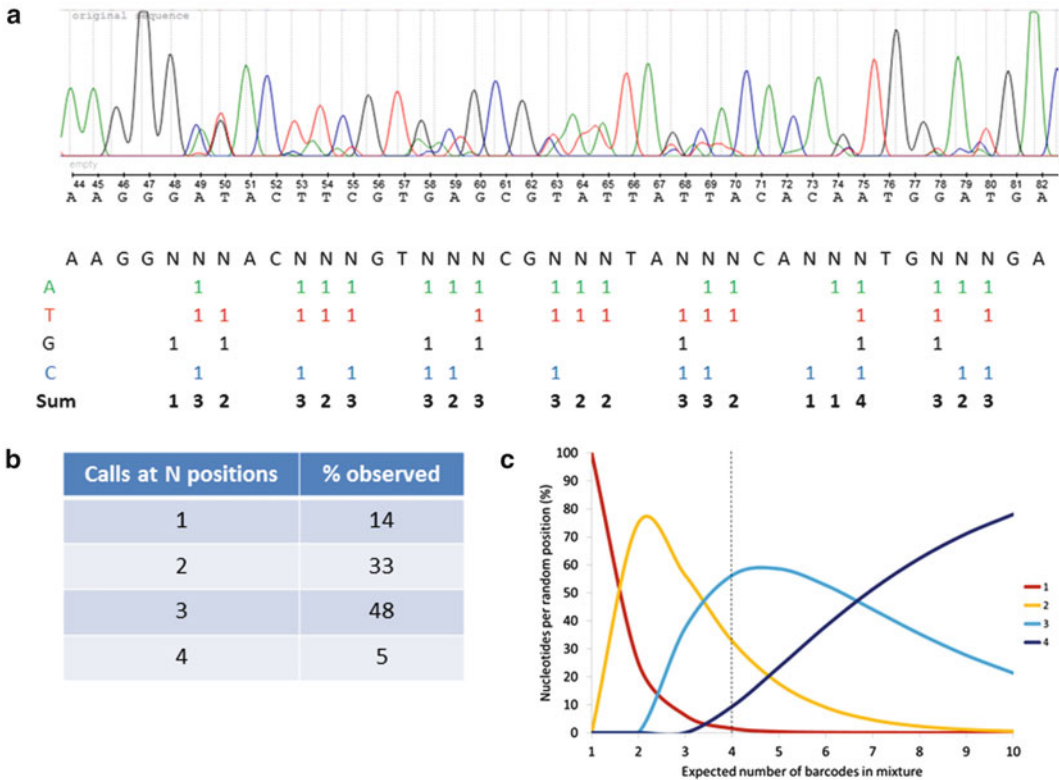 a
original sequence
empty
44 45 46 47 48 49 50 51 52 53 54 55 56 57 58 59 60 61 62 63 64 65 66 67 68 69 70 71 72 73 74 75 76 77 78 79 80 81 82
A A G G G A T A C T T C G T G A G C G T A T T A T T A C A C A A T G G A T G A
A A G G N N N A C N N N G T N N N C G N N N T A N N N C A N N N T G N N N G A
A 1 1 1 1 1 1 1 1 1 1 1 1 1 1 1 1 1
T 1 1 1 1 1 1 1 1 1 1 1 1 1 1 1
G 1 1 1 1 1 1 1
C 1 1 1 1 1 1 1 1 1 1 1 1
Sum 1 3 2 3 2 3 3 2 3 3 2 2 3 3 2 1 1 4 3 2 3
b
Calls at N positions % observed
1 14
2 33
3 48
4 5
c
Nucleotides per random position (%)
100
90
80
70
60
50
40
30
20
10
0
1 2 3 4 5 6 7 8 9 10
Expected number of barcodes in mixture
1
2
3
4